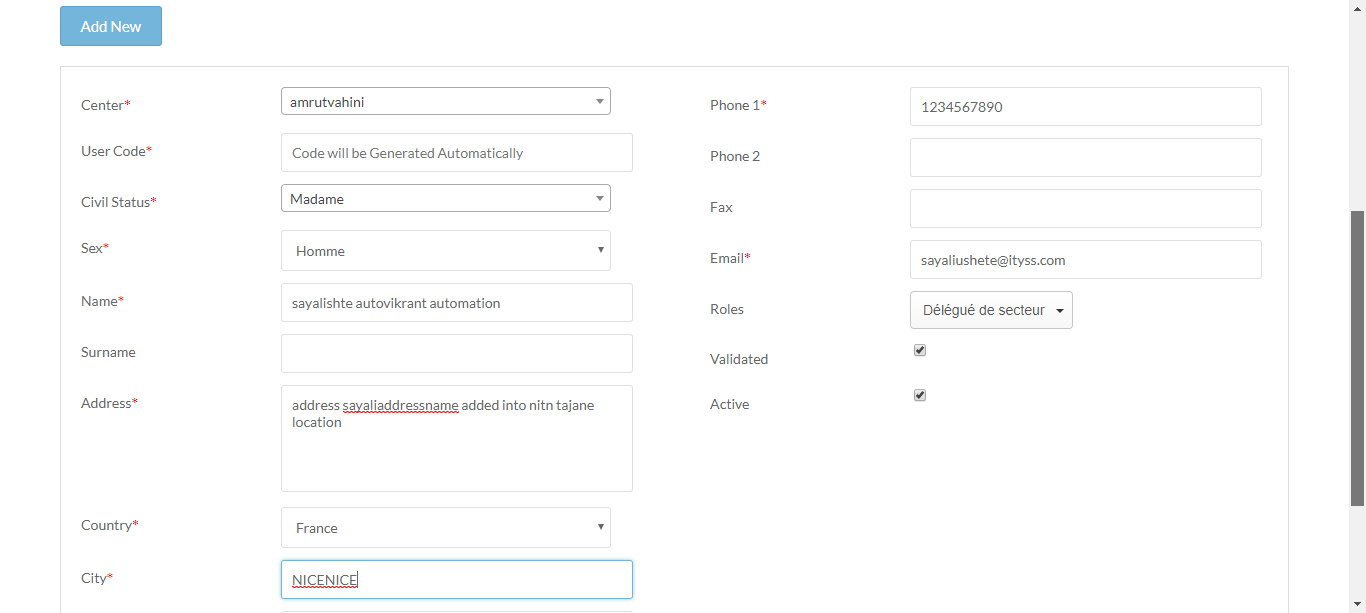 Add New
Center*
amrutvahini
User Code*
Code will be Generated Automatically
Civil Status*
Madame
Sex*
Homme
Name*
sayalishte autovikrant automation
Surname
Address*
address sayaliaddressname added into nitn tajane
location
Country*
France
City*
NICENICE
Phone 1*
1234567890
Phone 2
Fax
Email*
sayaliushete@ityss.com
Roles
Délégué de secteur
Validated
Active